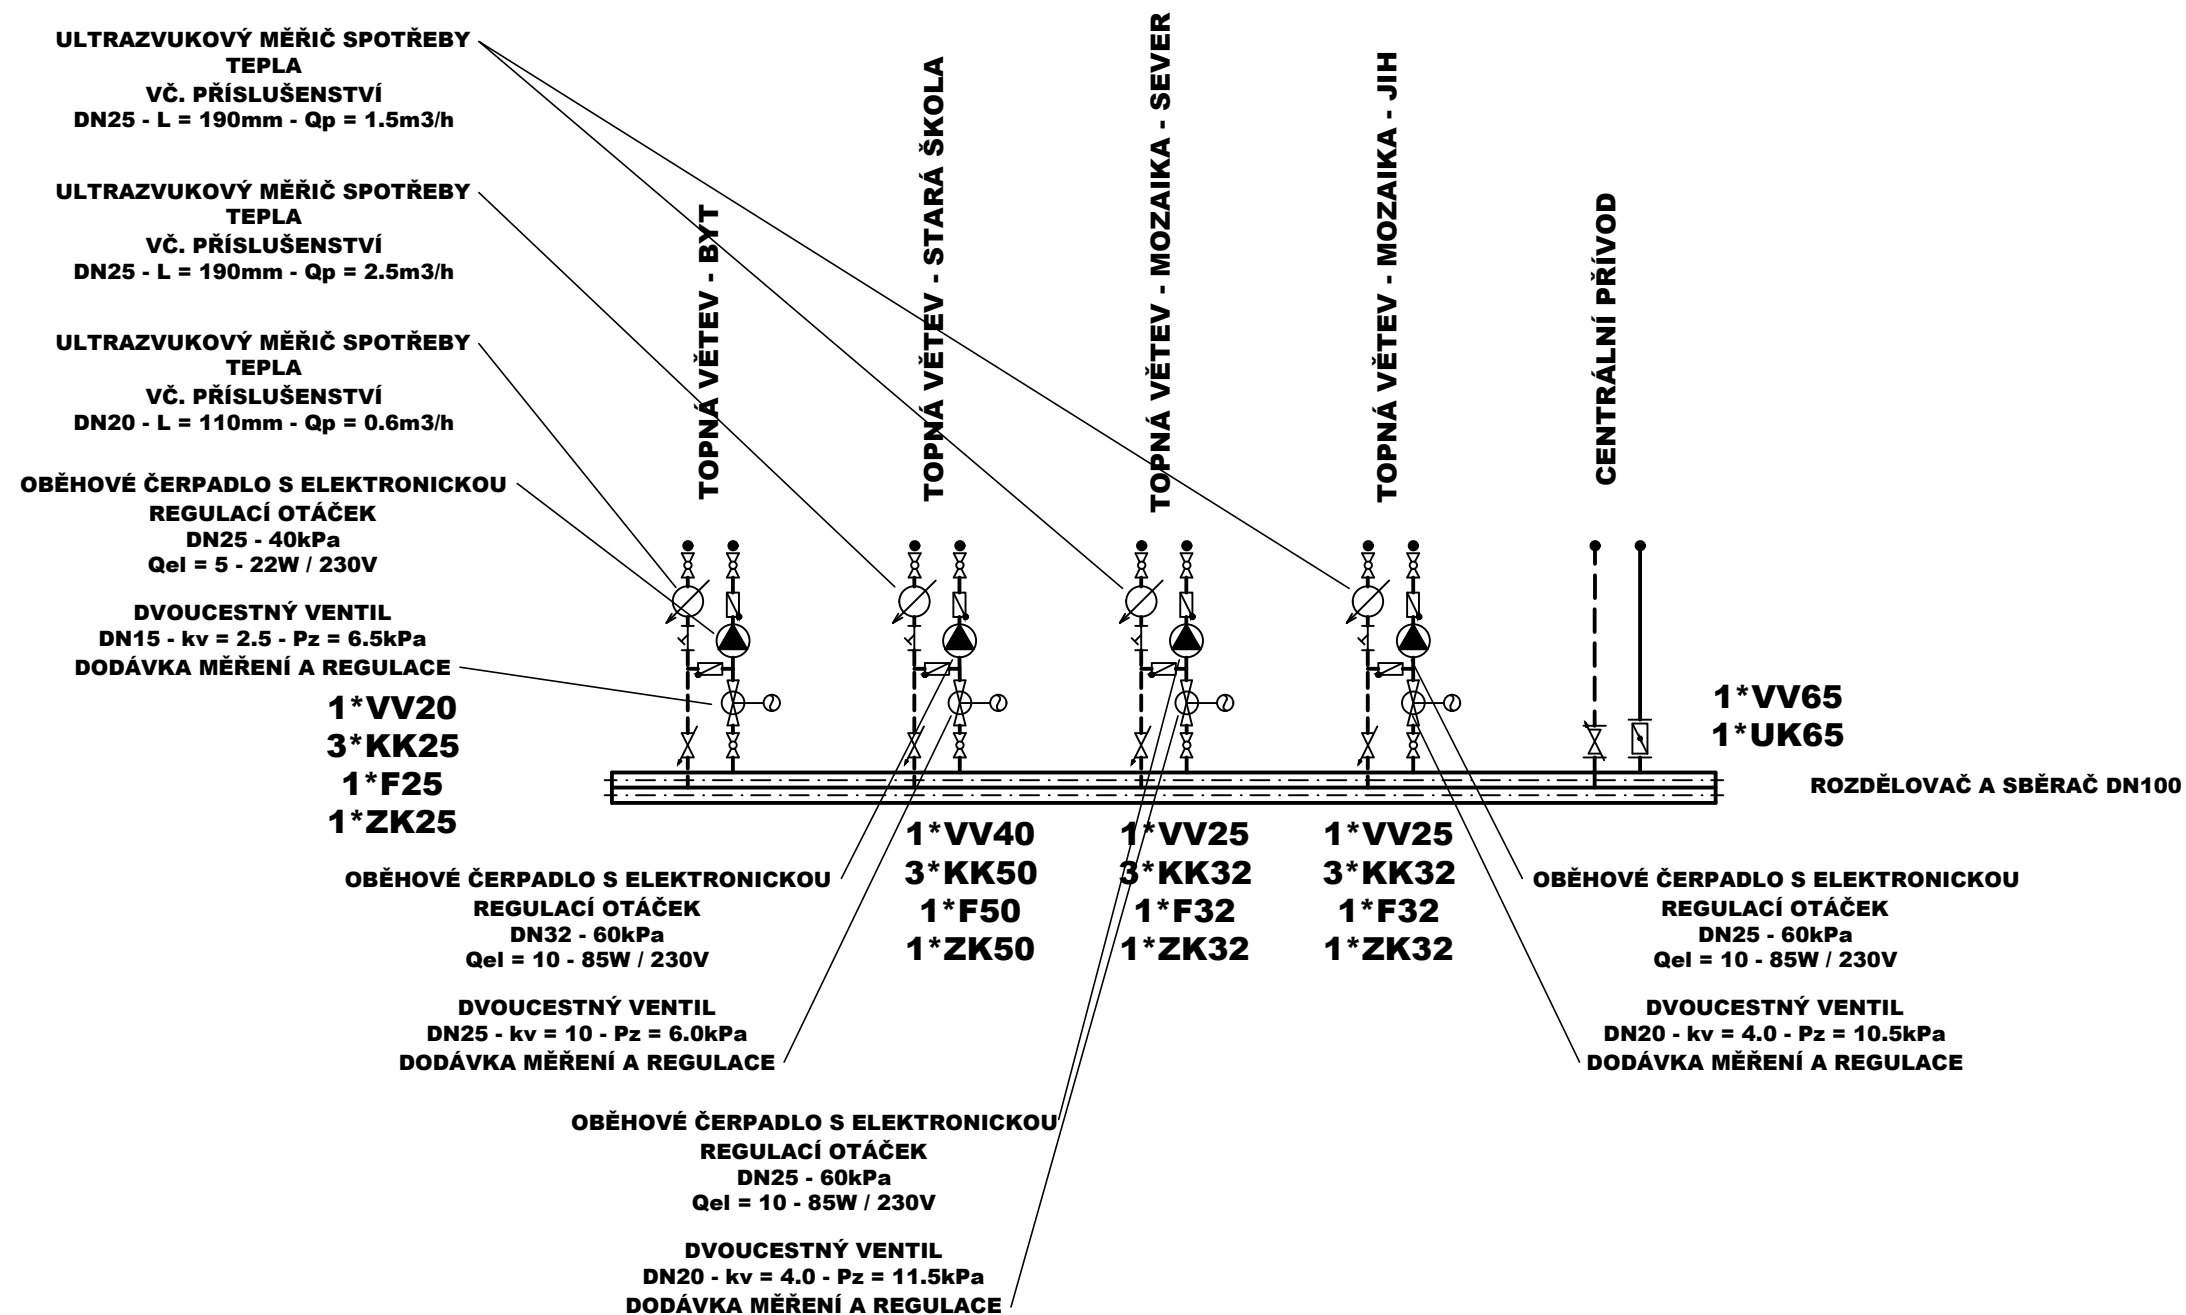 ULTRAZVUKOVÝ MĚŘIČ SPOTŘEBY
TEPLA
VČ. PŘÍSLUŠENSTVÍ
DN25 - L = 190mm - Qp = 1.5m3/h
ULTRAZVUKOVÝ MĚŘIČ SPOTŘEBY
TEPLA
VČ. PŘÍSLUŠENSTVÍ
DN25 - L = 190mm - Qp = 2.5m3/h
ULTRAZVUKOVÝ MĚŘIČ SPOTŘEBY
TEPLA
VČ. PŘÍSLUŠENSTVÍ
DN20 - L = 110mm - Qp = 0.6m3/h
OBĚHOVÉ ČERPADLO S ELEKTRONICKOU
REGULACÍ OTÁČEK
DN25 - 40kPa
Qel = 5 - 22W / 230V
DVOUCESTNÝ VENTIL
DN15 - kv = 2.5 - Pz = 6.5kPa
DODÁVKA MĚŘENÍ A REGULACE
1*VV20
3*KK25
1*F25
1*ZK25
TOPNÁ VĚTEV - BYT
TOPNÁ VĚTEV - STARÁ ŠKOLA
TOPNÁ VĚTEV - MOZAIKA - SEVER
TOPNÁ VĚTEV - MOZAIKA - JIH
CENTRÁLNÍ PŘÍVOD
1*VV65
1*UK65
ROZDĚLOVAČ A SBĚRAČ DN100
1*VV40
3*KK50
1*F50
1*ZK50
1*VV25
3*KK32
1*F32
1*ZK32
1*VV25
3*KK32
1*F32
1*ZK32
OBĚHOVÉ ČERPADLO S ELEKTRONICKOU
REGULACÍ OTÁČEK
DN32 - 60kPa
Qel = 10 - 85W / 230V
DVOUCESTNÝ VENTIL
DN25 - kv = 10 - Pz = 6.0kPa
DODÁVKA MĚŘENÍ A REGULACE
OBĚHOVÉ ČERPADLO S ELEKTRONICKOU
REGULACÍ OTÁČEK
DN25 - 60kPa
Qel = 10 - 85W / 230V
DVOUCESTNÝ VENTIL
DN20 - kv = 4.0 - Pz = 10.5kPa
DODÁVKA MĚŘENÍ A REGULACE
OBĚHOVÉ ČERPADLO S ELEKTRONICKOU
REGULACÍ OTÁČEK
DN25 - 60kPa
Qel = 10 - 85W / 230V
DVOUCESTNÝ VENTIL
DN20 - kv = 4.0 - Pz = 11.5kPa
DODÁVKA MĚŘENÍ A REGULACE